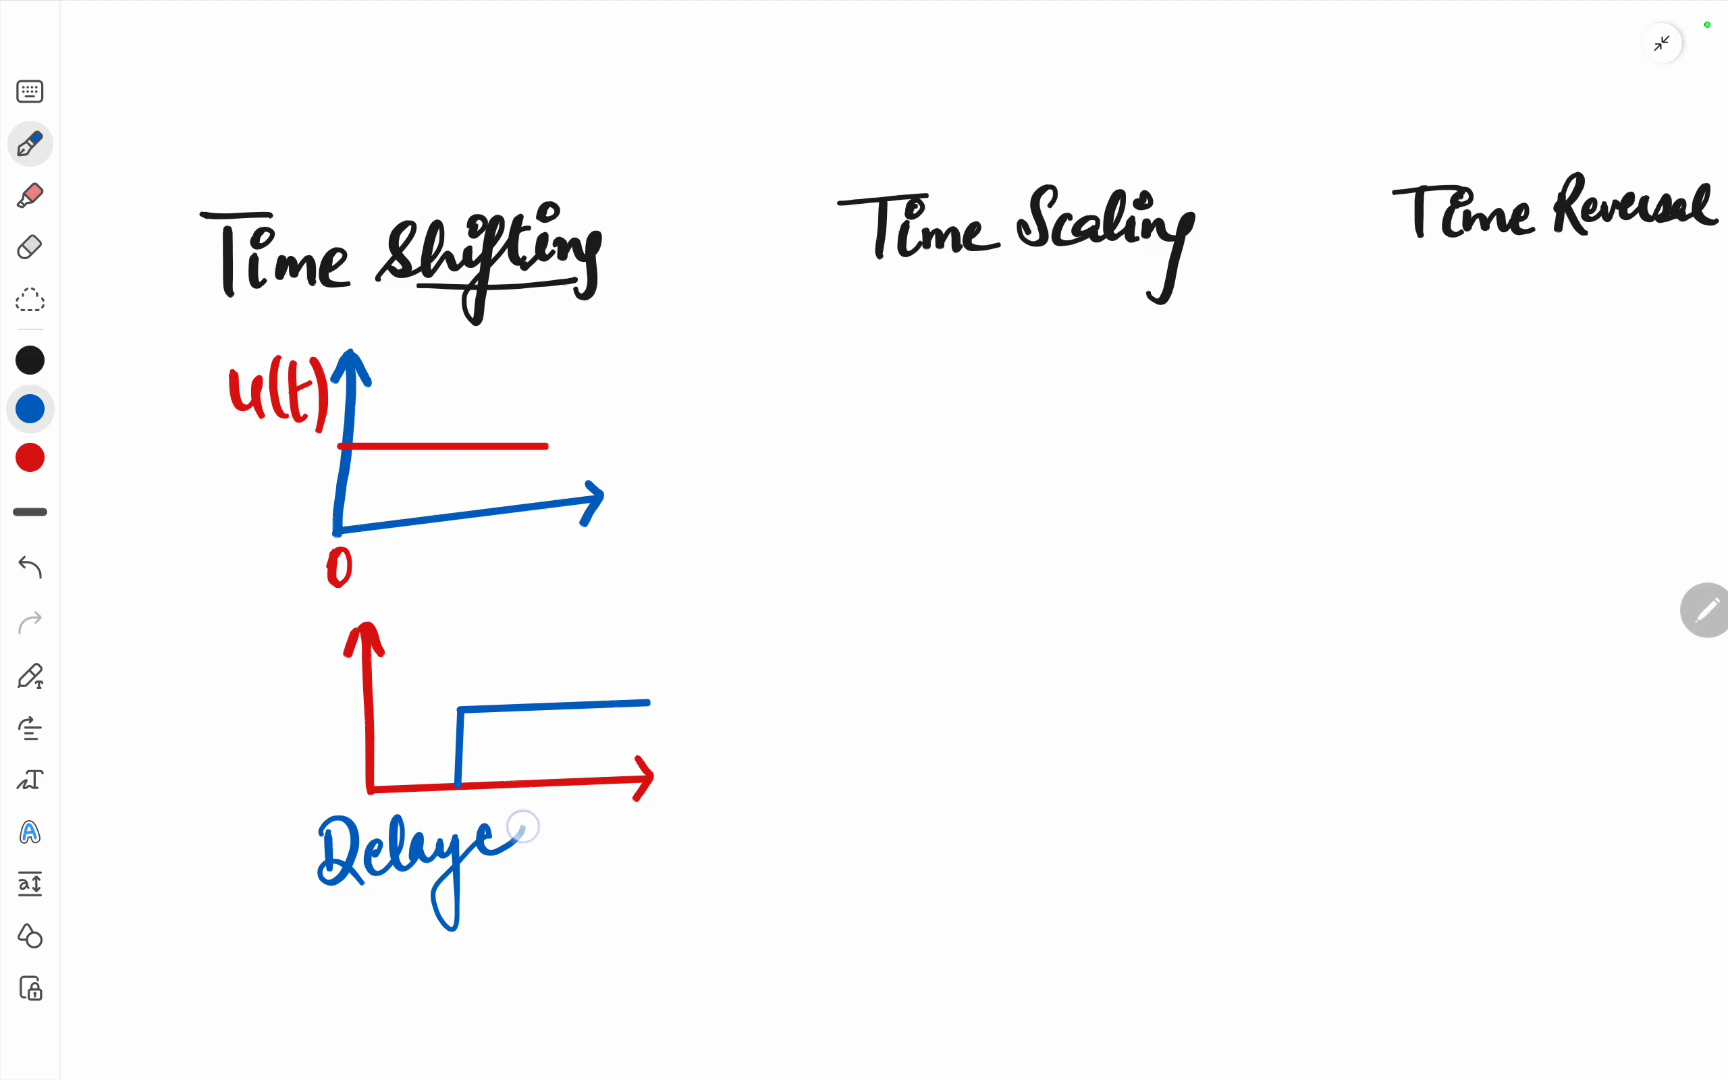 Time Shifting
Time Scaling
Time Reversal
u(t)
0
Delaye